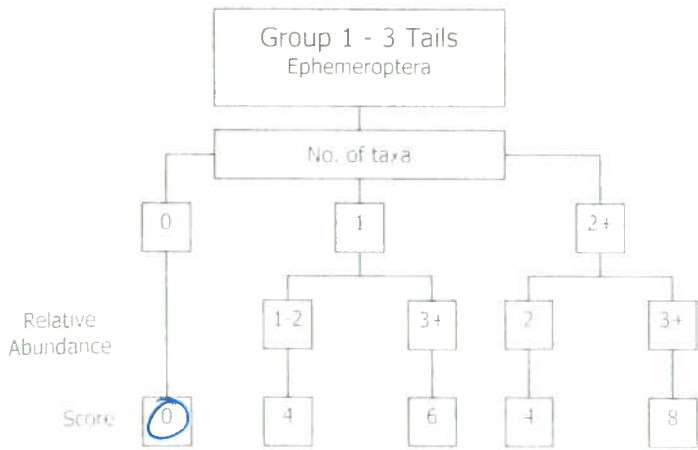 Group 1 - 3 Tails
Ephemeroptera
No. of taxa
0 1 2+
Relative
Abundance
1-2 3+ 2 3+
Score 0 4 6 4 8